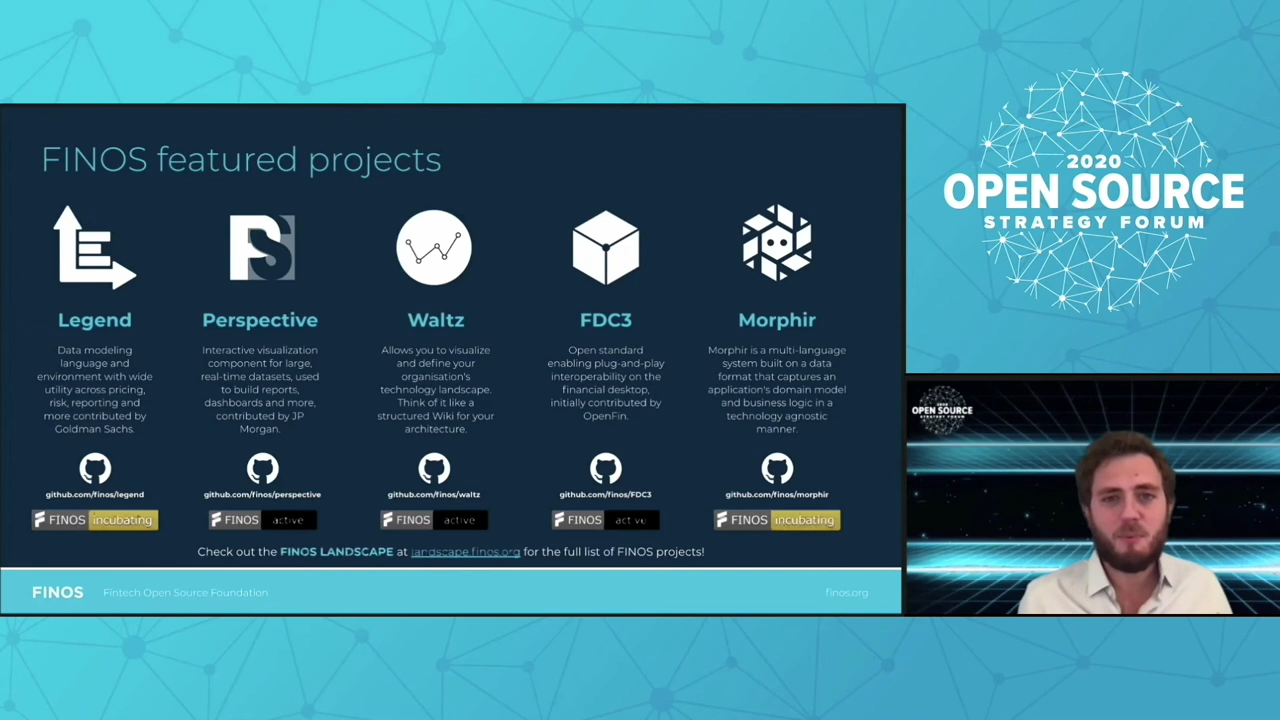 FINOS featured projects
Legend
Data modeling
language and
environment with wide
utility across pricing,
risk, reporting and
more contributed by
Goldman Sachs.
github.com/finos/legend
FINOS incubating
PS
Perspective
Interactive visualization
component for large,
real-time datasets, used
to build reports,
dashboards and more,
contributed by JP
Morgan.
github.com/finos/perspective
FINOS active
Waltz
Allows you to visualize
and define your
organisation's
technology landscape.
Think of it like a
structured Wiki for your
architecture.
github.com/finos/waltz
FINOS active
FDC3
Open standard
enabling plug-and-play
interoperability on the
financial desktop,
initially contributed by
OpenFin.
github.com/finos/FDC3
FINOS active
Morphir
Morphir is a multi-language
system built on a data
format that captures an
application's domain model
and business logic in a
technology agnostic
manner.
github.com/finos/morphir
FINOS incubating
Check out the FINOS LANDSCAPE at landscape.finos.org for the full list of FINOS projects!
FINOS Fintech Open Source Foundation finos.org
2020
OPEN SOURCE
STRATEGY FORUM
2020
OPEN SOURCE
STRATEGY FORUM